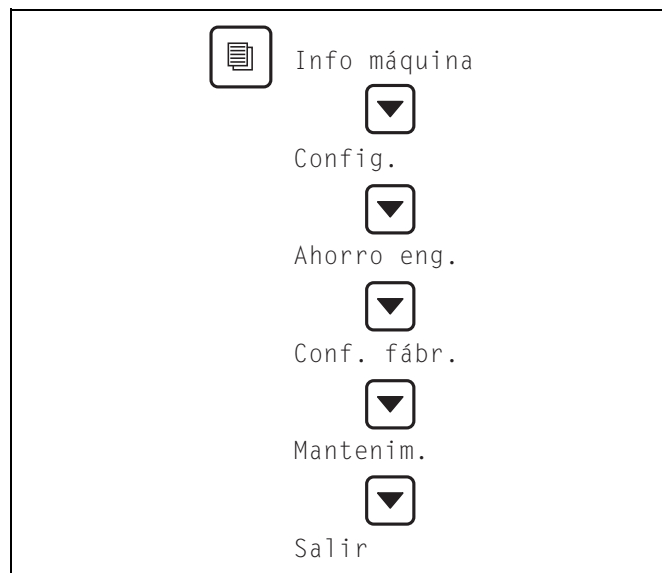 Info máquina
Config.
Ahorro eng.
Conf. fábr.
Mantenim.
Salir